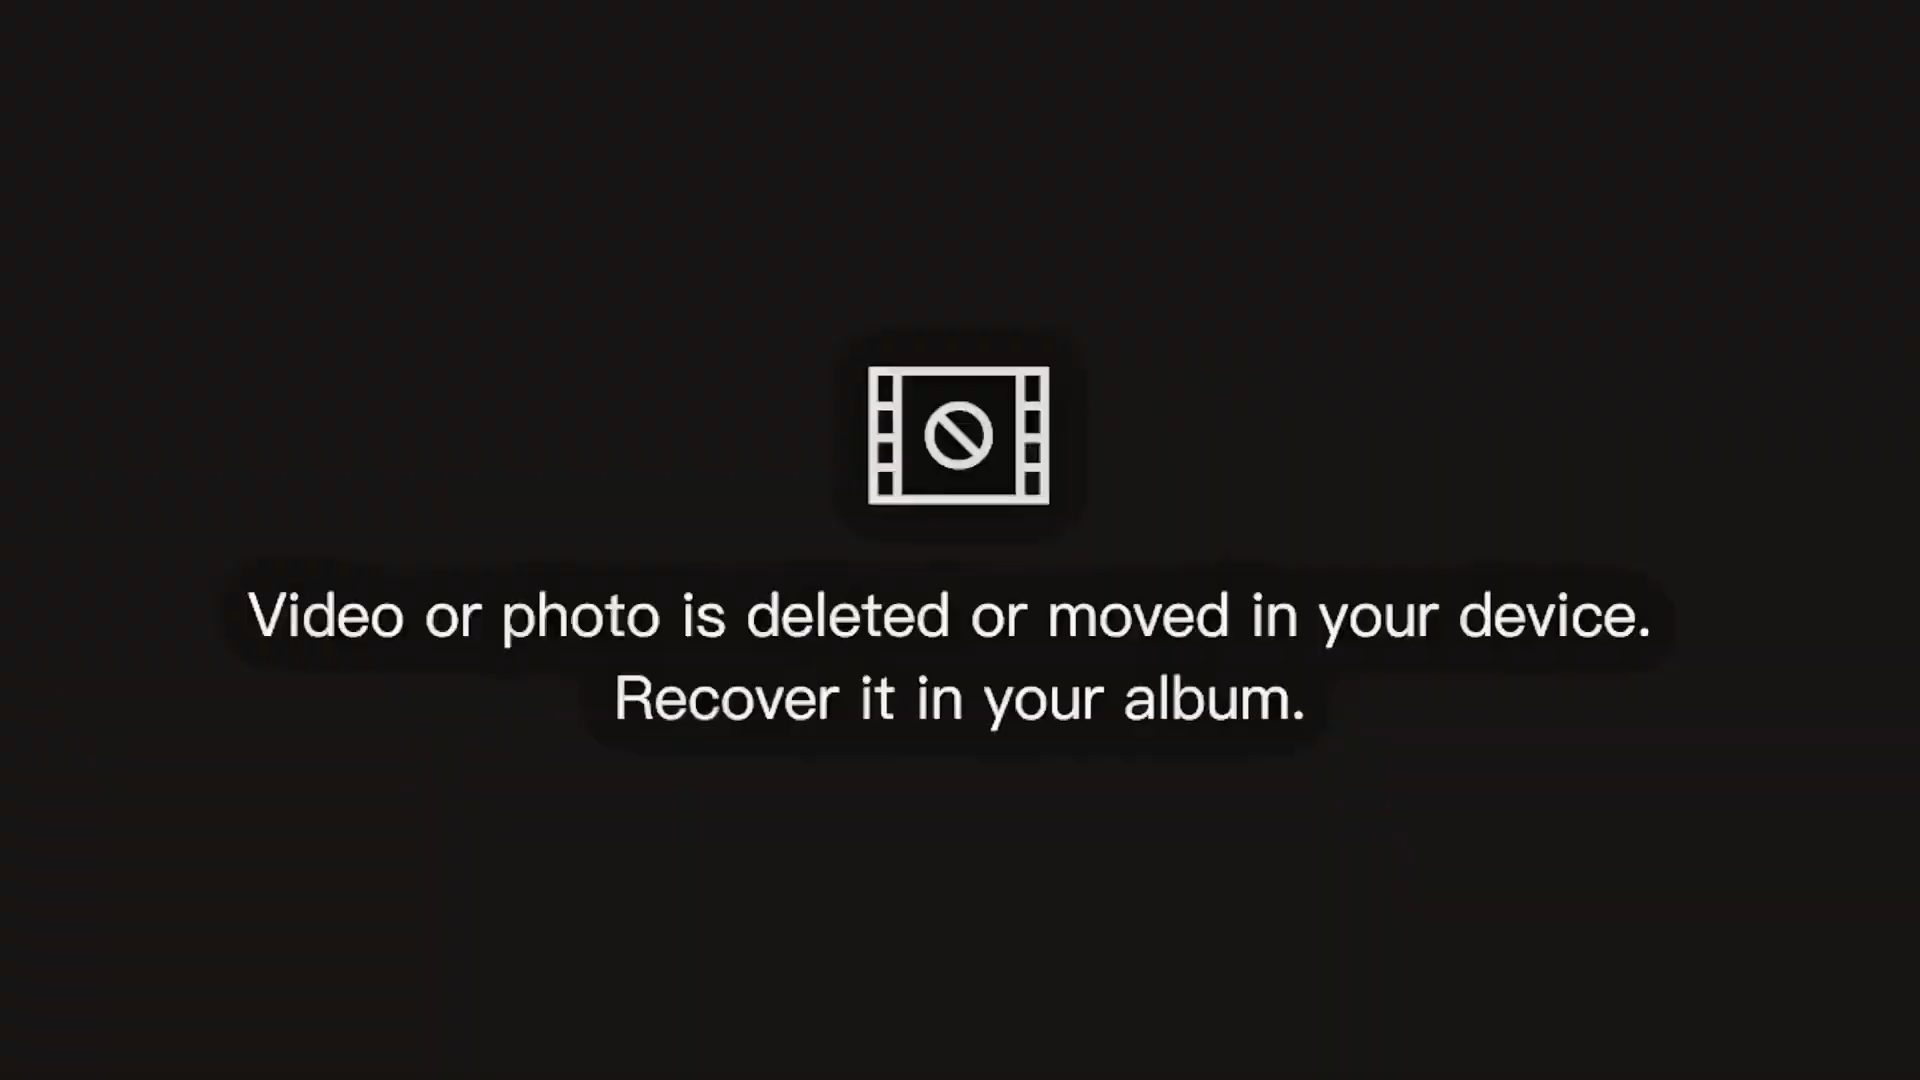 Video or photo is deleted or moved in your device.
Recover it in your album.